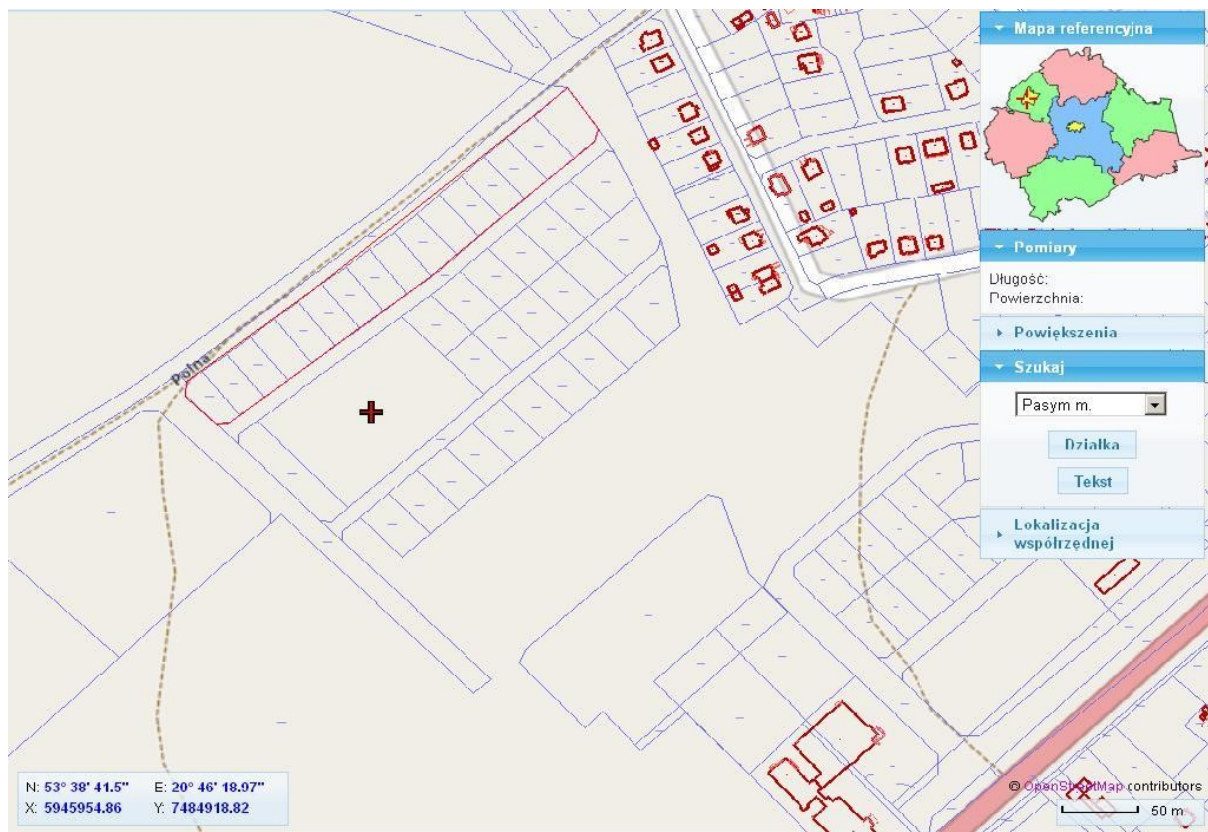 Mapa referencyjna
Pomiary
Długość:
Powierzchnia:
Powiększenia
Szukaj
Pasym m.
Działka
Tekst
Lokalizacja
współrzędnej
Polna
N: 53° 38' 41.5" E: 20° 46' 18.97"
X: 5945954.86 Y: 7484918.82
© OpenStreetMap contributors
50 m